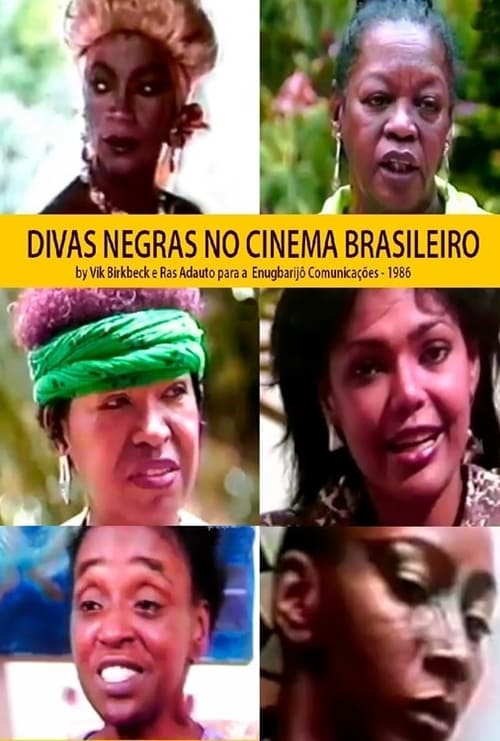 DIVAS NEGRAS NO CINEMA BRASILEIRO
by Vik Birkbeck e Ras Adauto para a Enugbarijô Comunicações - 1986